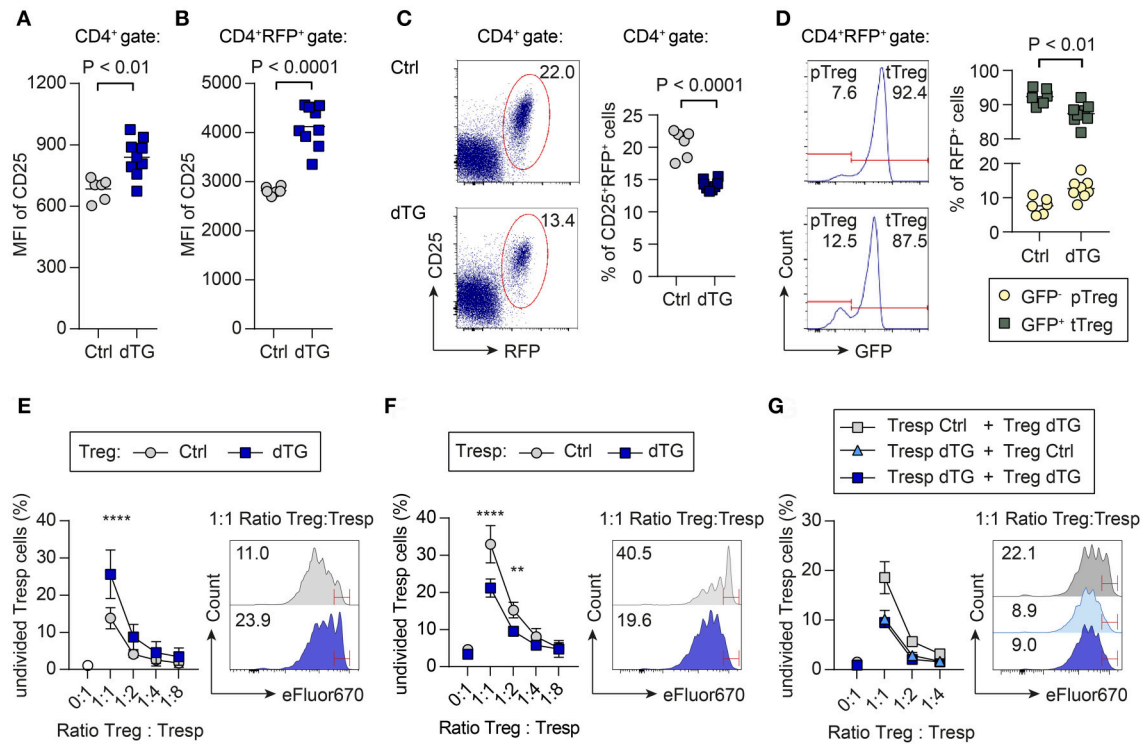 A
CD4+ gate:
P < 0.01
MFI of CD25
1200
900
600
300
0
Ctrl dTG
B
CD4+RFP+ gate:
P < 0.0001
MFI of CD25
5000
4000
3000
2000
1000
0
Ctrl dTG
C
CD4+ gate:
Ctrl
22.0
dTG
13.4
CD25
RFP
CD4+ gate:
P < 0.0001
% of CD25+RFP+ cells
25
20
15
10
5
0
Ctrl dTG
D
CD4+RFP+ gate:
pTreg tTreg
7.6 92.4
pTreg tTreg
12.5 87.5
Count
GFP
P < 0.01
% of RFP+ cells
100
90
80
20
10
0
Ctrl dTG
GFP- pTreg
GFP+ tTreg
E
Treg: Ctrl dTG
undivided Tresp cells (%)
40
30
20
10
0
****
0:1 1:1 1:2 1:4 1:8
Ratio Treg : Tresp
1:1 Ratio Treg:Tresp
11.0
23.9
Count
eFluor670
F
Tresp: Ctrl dTG
undivided Tresp cells (%)
40
30
20
10
0
****
**
0:1 1:1 1:2 1:4 1:8
Ratio Treg : Tresp
1:1 Ratio Treg:Tresp
40.5
19.6
Count
eFluor670
G
Tresp Ctrl + Treg dTG
Tresp dTG + Treg Ctrl
Tresp dTG + Treg dTG
undivided Tresp cells (%)
30
20
10
0
0:1 1:1 1:2 1:4
Ratio Treg : Tresp
1:1 Ratio Treg:Tresp
22.1
8.9
9.0
Count
eFluor670